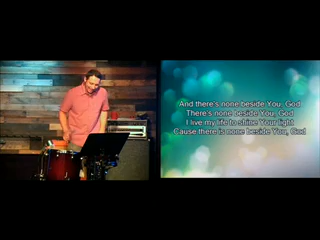 And there's none beside You, God
There's none beside You, God
I live my life to shine Your light
Cause there is none beside You, God